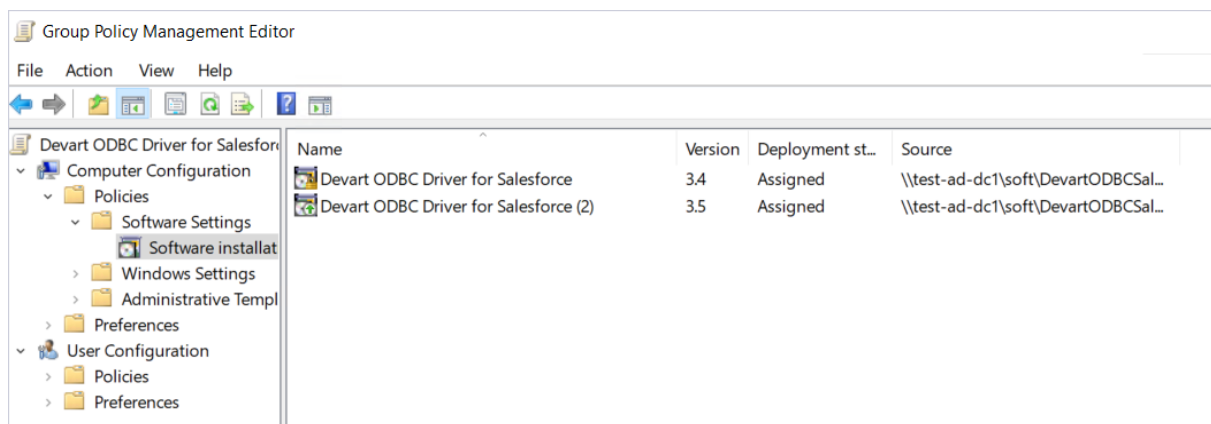 Group Policy Management Editor
File Action View Help
Devart ODBC Driver for Salesfor
Name Version Deployment st... Source
Computer Configuration
Devart ODBC Driver for Salesforce 3.4 Assigned \\test-ad-dc1\soft\DevartODBCSal...
Policies
Devart ODBC Driver for Salesforce (2) 3.5 Assigned \\test-ad-dc1\soft\DevartODBCSal...
Software Settings
Software installat
Windows Settings
Administrative Templ
Preferences
User Configuration
Policies
Preferences